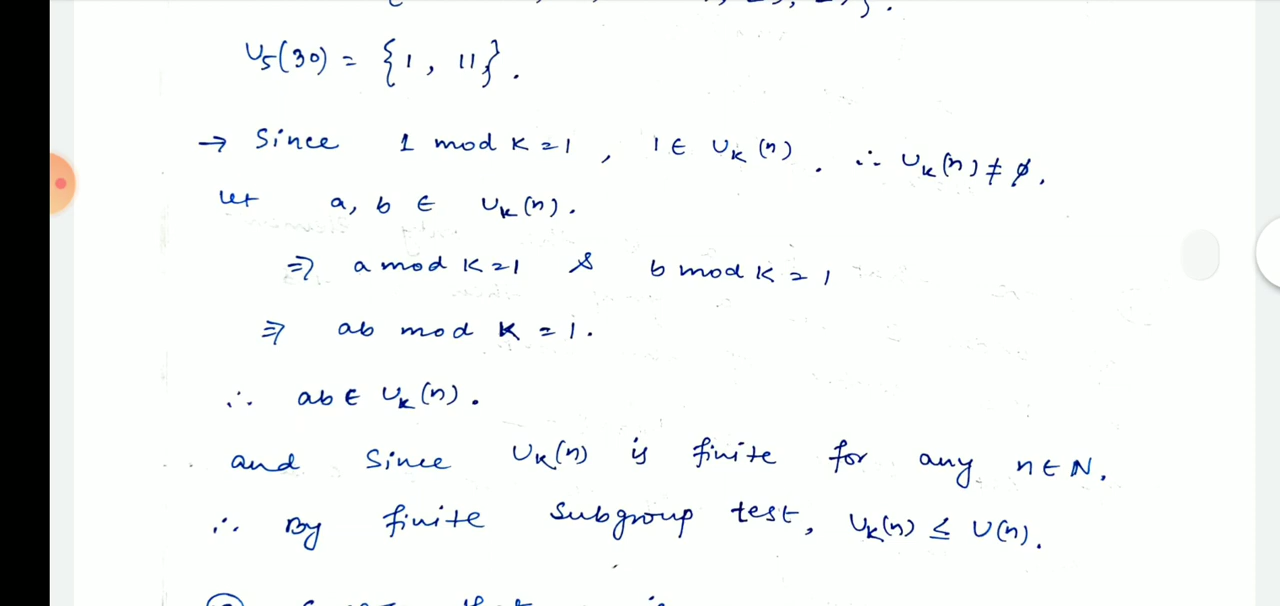 U5(30) = {1, 11}.
→ Since 1 mod K = 1, 1 ∈ UK(n). ∴ UK(n) ≠ ∅.
Let a, b ∈ UK(n).
⇒ a mod K = 1 & b mod K = 1
⇒ ab mod K = 1.
∴ ab ∈ UK(n).
and since UK(n) is finite for any n ∈ N.
∴ By finite subgroup test, UK(n) ≤ U(n).